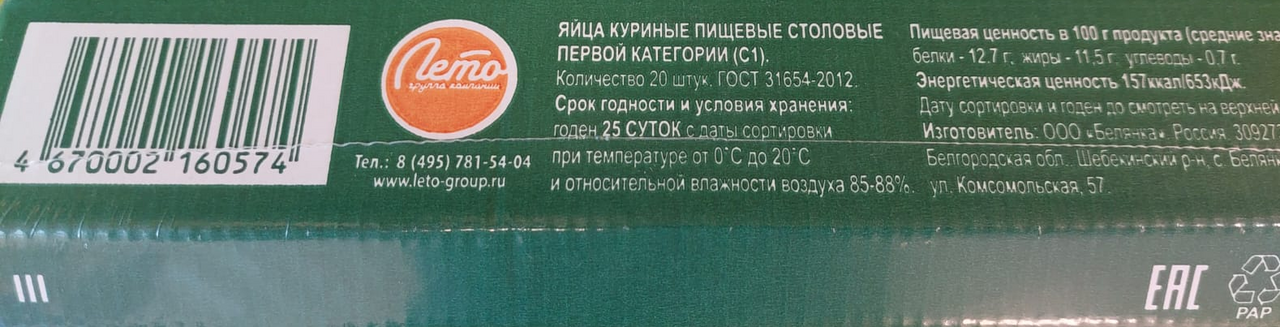 4 670002 160574
Лето
группа компаний
Тел.: 8 (495) 781-54-04
www.leto-group.ru
ЯЙЦА КУРИНЫЕ ПИЩЕВЫЕ СТОЛОВЫЕ
ПЕРВОЙ КАТЕГОРИИ (С1).
Количество 20 штук. ГОСТ 31654-2012.
Срок годности и условия хранения:
годен 25 СУТОК с даты сортировки
при температуре от 0°С до 20°С
и относительной влажности воздуха 85-88%.
Пищевая ценность в 100 г продукта (средние зна
белки - 12.7 г, жиры - 11.5 г, углеводы - 0.7 г.
Энергетическая ценность 157ккал/653кДж.
Дату сортировки и годен до смотреть на верхней
Изготовитель: ООО «Белянка», Россия, 30927
Белгородская обл., Шебекинский р-н, с. Белян
ул. Комсомольская, 57.
III
EAC
PAP